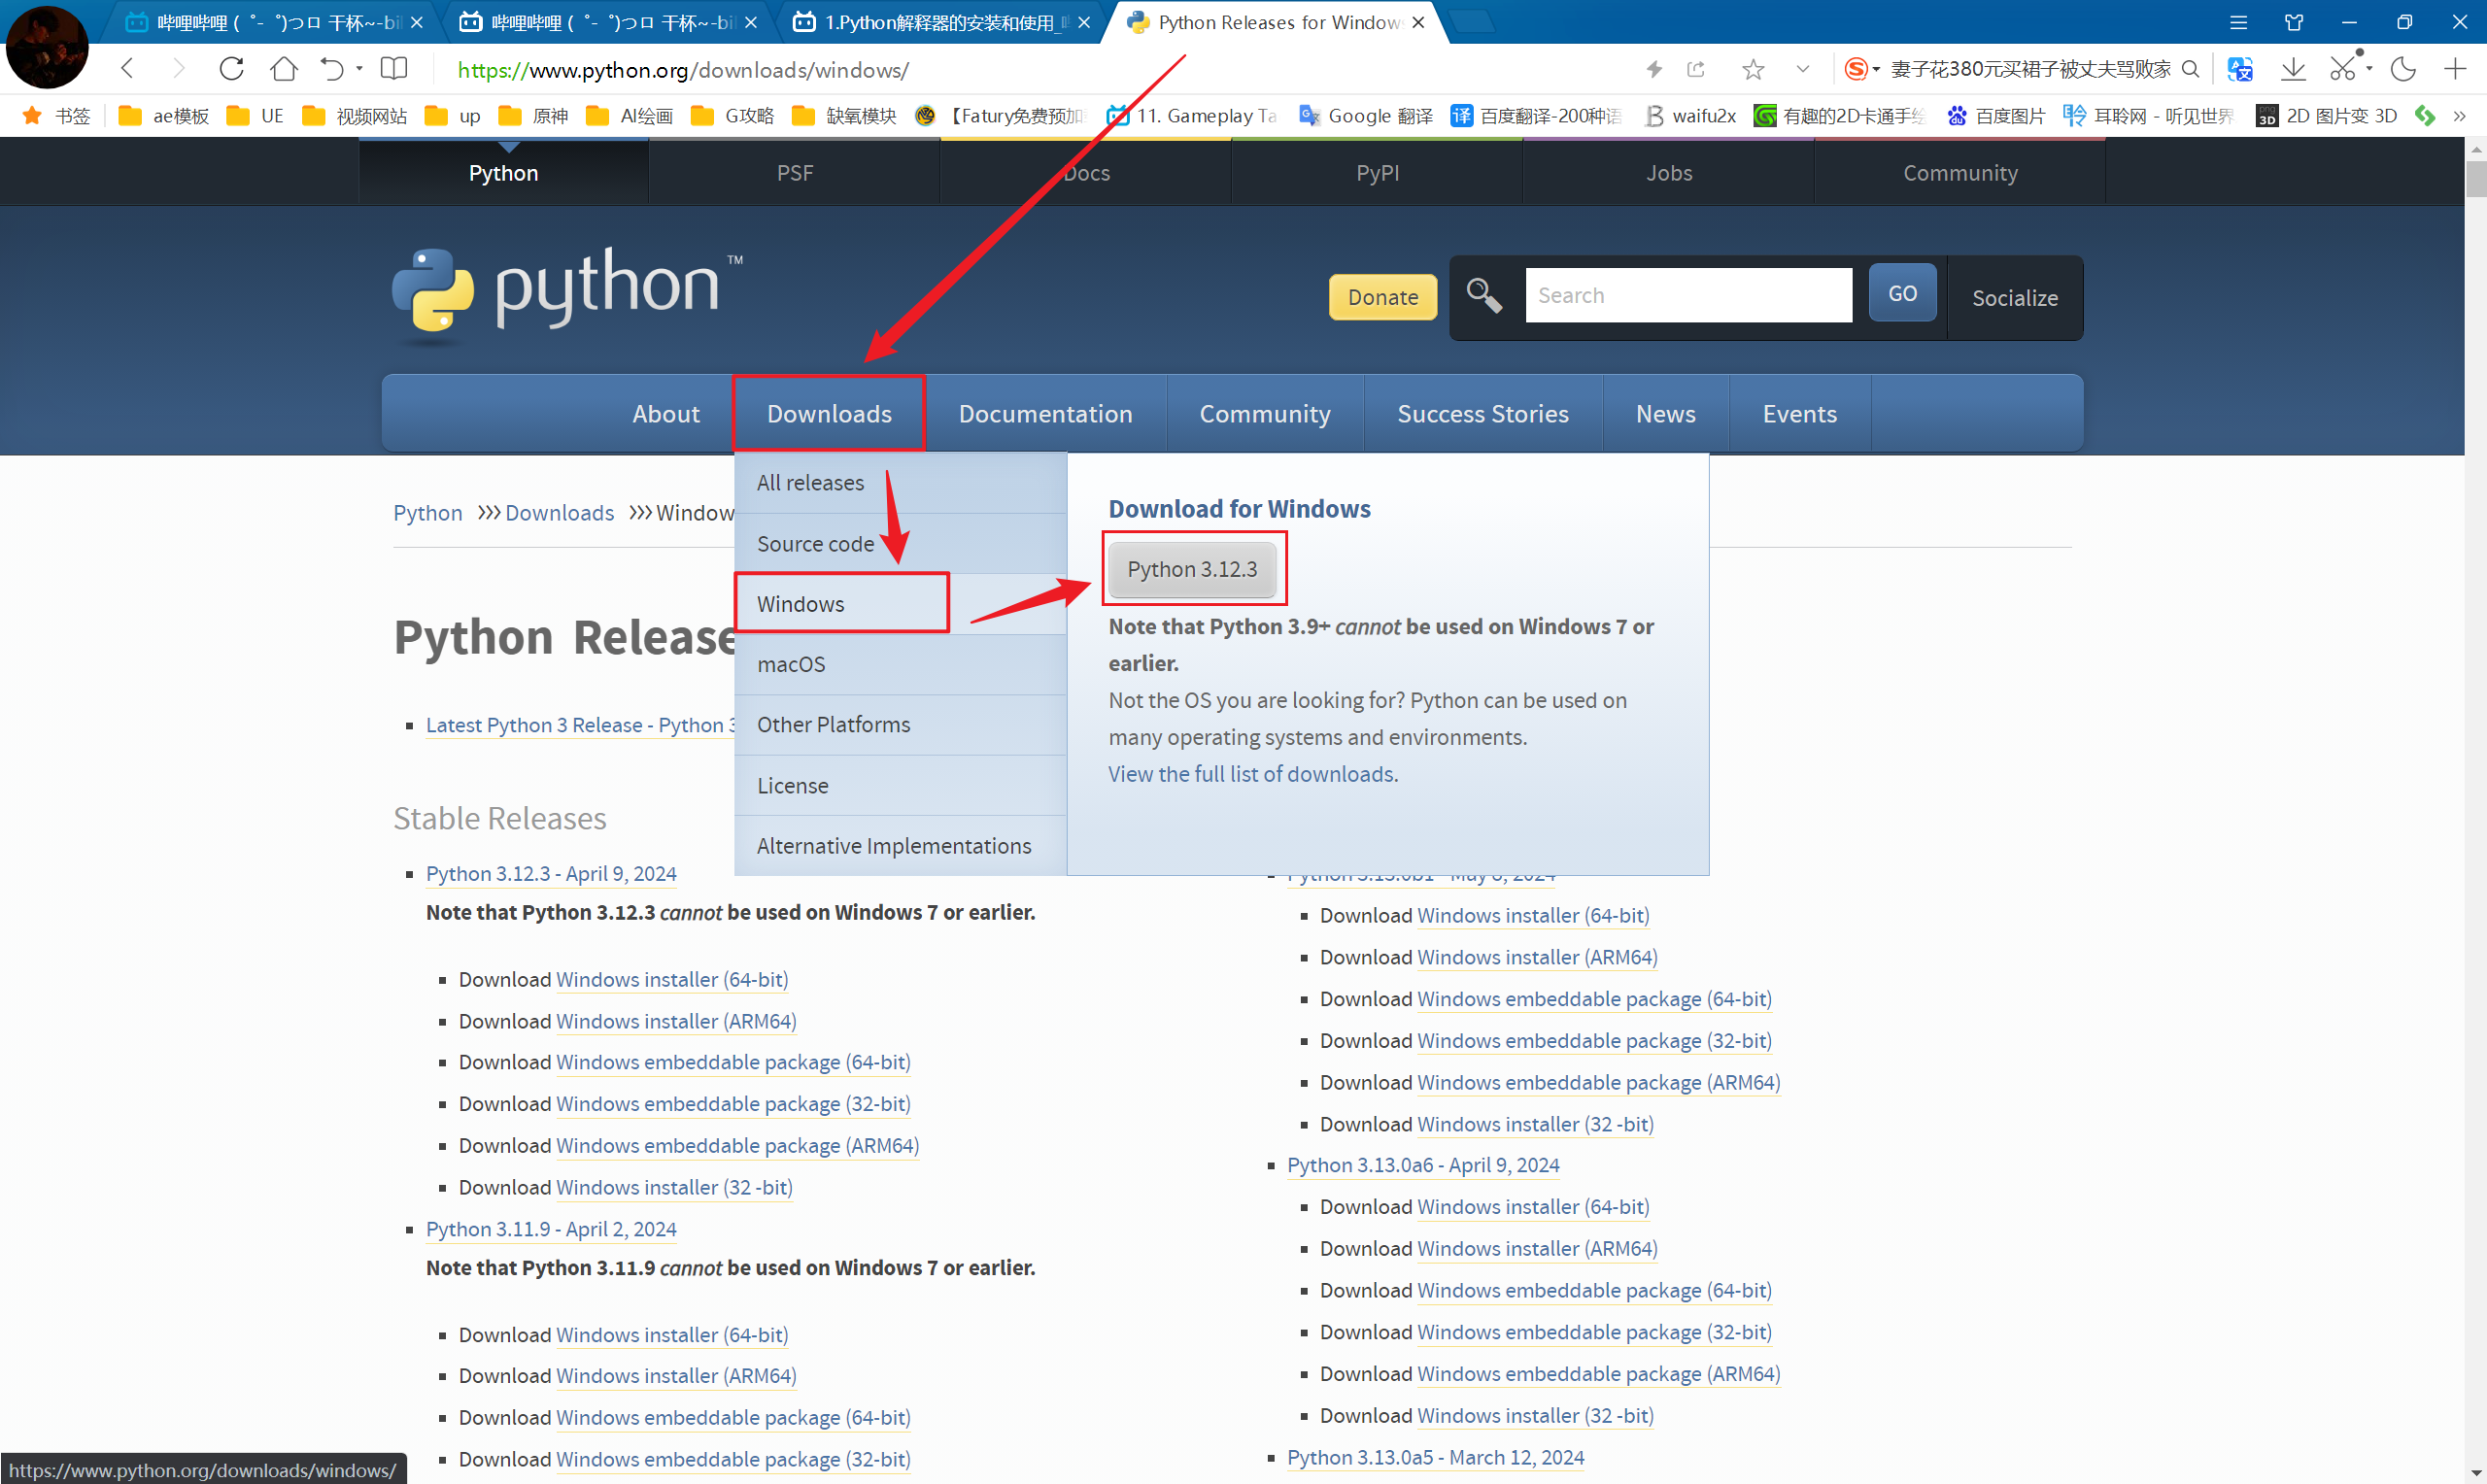 哔哩哔哩 (゜-゜)つロ 干杯~-bil
哔哩哔哩 (゜-゜)つロ 干杯~-bil
1.Python解释器的安装和使用_哔
Python Releases for Window
https://www.python.org/downloads/windows/
妻子花380元买裙子被丈夫骂败家
书签
ae模板
UE
视频网站
up
原神
AI绘画
G攻略
缺氧模块
【Fatury免费预加
11. Gameplay Ta
Google 翻译
百度翻译-200种语
waifu2x
有趣的2D卡通手绘
百度图片
耳聆网 - 听见世界
2D 图片变 3D
Python
PSF
Docs
PyPI
Jobs
Community
python™
Donate
Search
GO
Socialize
About
Downloads
Documentation
Community
Success Stories
News
Events
All releases
Source code
Windows
macOS
Other Platforms
License
Alternative Implementations
Download for Windows
Python 3.12.3
Note that Python 3.9+ cannot be used on Windows 7 or
earlier.
Not the OS you are looking for? Python can be used on
many operating systems and environments.
View the full list of downloads.
Python >>> Downloads >>> Window
Python Release
Latest Python 3 Release - Python 3
Stable Releases
Python 3.12.3 - April 9, 2024
Note that Python 3.12.3 cannot be used on Windows 7 or earlier.
Download Windows installer (64-bit)
Download Windows installer (ARM64)
Download Windows embeddable package (64-bit)
Download Windows embeddable package (32-bit)
Download Windows embeddable package (ARM64)
Download Windows installer (32 -bit)
Python 3.11.9 - April 2, 2024
Note that Python 3.11.9 cannot be used on Windows 7 or earlier.
Download Windows installer (64-bit)
Download Windows installer (ARM64)
Download Windows embeddable package (64-bit)
Download Windows embeddable package (32-bit)
Python 3.13.0b1 - May 8, 2024
Download Windows installer (64-bit)
Download Windows installer (ARM64)
Download Windows embeddable package (64-bit)
Download Windows embeddable package (32-bit)
Download Windows embeddable package (ARM64)
Download Windows installer (32 -bit)
Python 3.13.0a6 - April 9, 2024
Download Windows installer (64-bit)
Download Windows installer (ARM64)
Download Windows embeddable package (64-bit)
Download Windows embeddable package (32-bit)
Download Windows embeddable package (ARM64)
Download Windows installer (32 -bit)
Python 3.13.0a5 - March 12, 2024
https://www.python.org/downloads/windows/